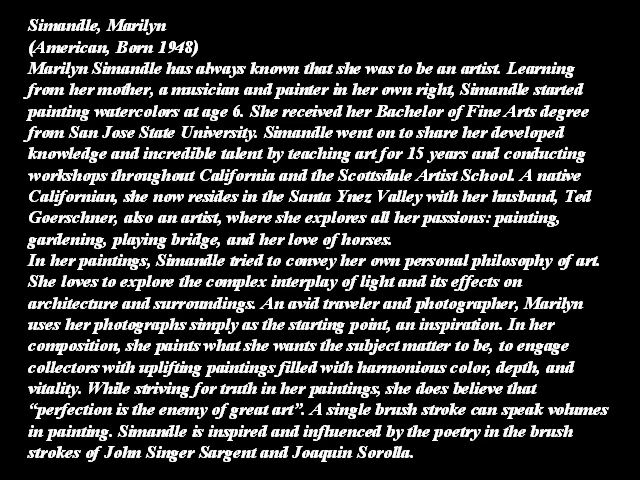 Simandle, Marilyn
(American, Born 1948)
Marilyn Simandle has always known that she was to be an artist. Learning
from her mother, a musician and painter in her own right, Simandle started
painting watercolors at age 6. She received her Bachelor of Fine Arts degree
from San Jose State University. Simandle went on to share her developed
knowledge and incredible talent by teaching art for 15 years and conducting
workshops throughout California and the Scottsdale Artist School. A native
Californian, she now resides in the Santa Ynez Valley with her husband, Ted
Goerschner, also an artist, where she explores all her passions: painting,
gardening, playing bridge, and her love of horses.
In her paintings, Simandle tried to convey her own personal philosophy of art.
She loves to explore the complex interplay of light and its effects on
architecture and surroundings. An avid traveler and photographer, Marilyn
uses her photographs simply as the starting point, an inspiration. In her
composition, she paints what she wants the subject matter to be, to engage
collectors with uplifting paintings filled with harmonious color, depth, and
vitality. While striving for truth in her paintings, she does believe that
“perfection is the enemy of great art”. A single brush stroke can speak volumes
in painting. Simandle is inspired and influenced by the poetry in the brush
strokes of John Singer Sargent and Joaquin Sorolla.